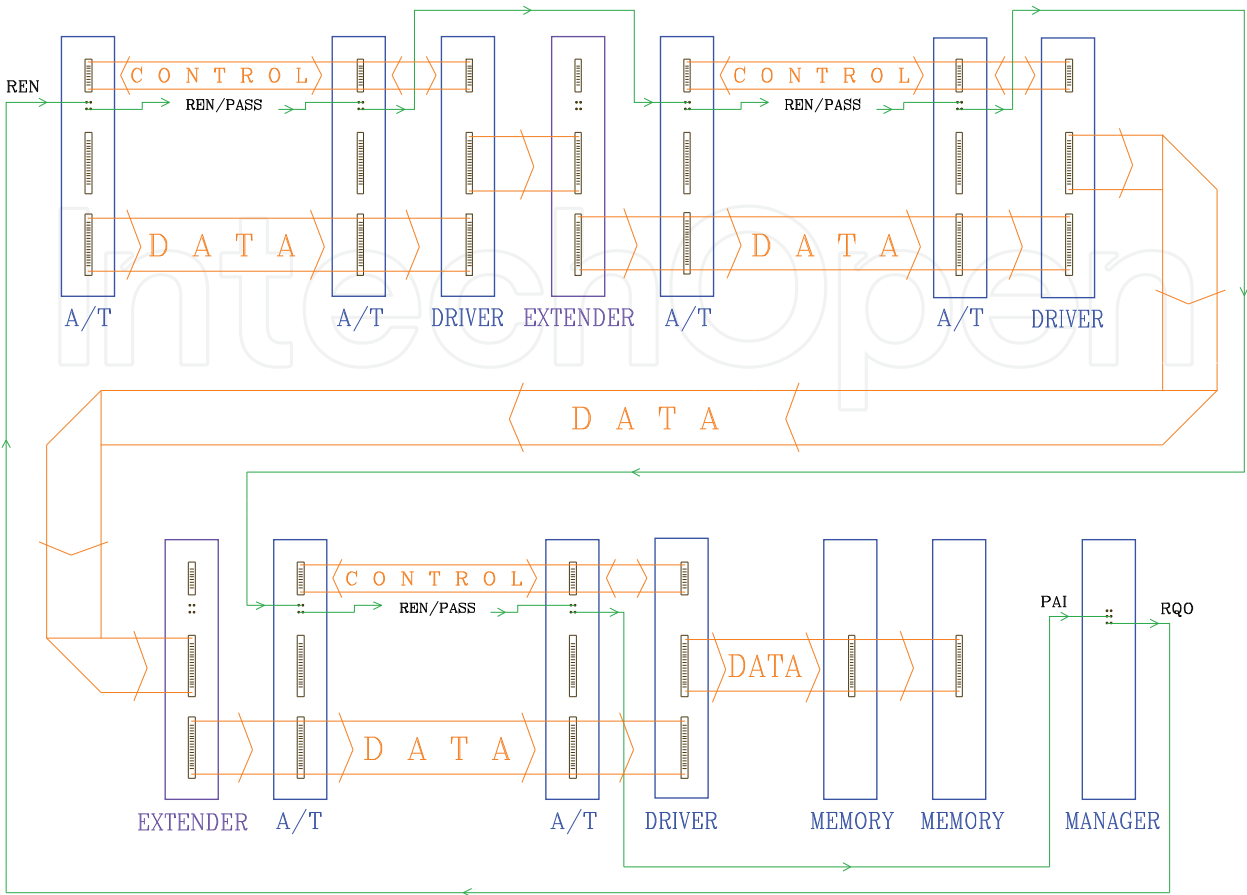 CONTROL CONTROL
REN REN/PASS REN/PASS
DATA DATA
IntechOpen
A/T A/T DRIVER EXTENDER A/T A/T DRIVER
DATA
CONTROL
REN/PASS PAI RQO
DATA
DATA
EXTENDER A/T A/T DRIVER MEMORY MEMORY MANAGER